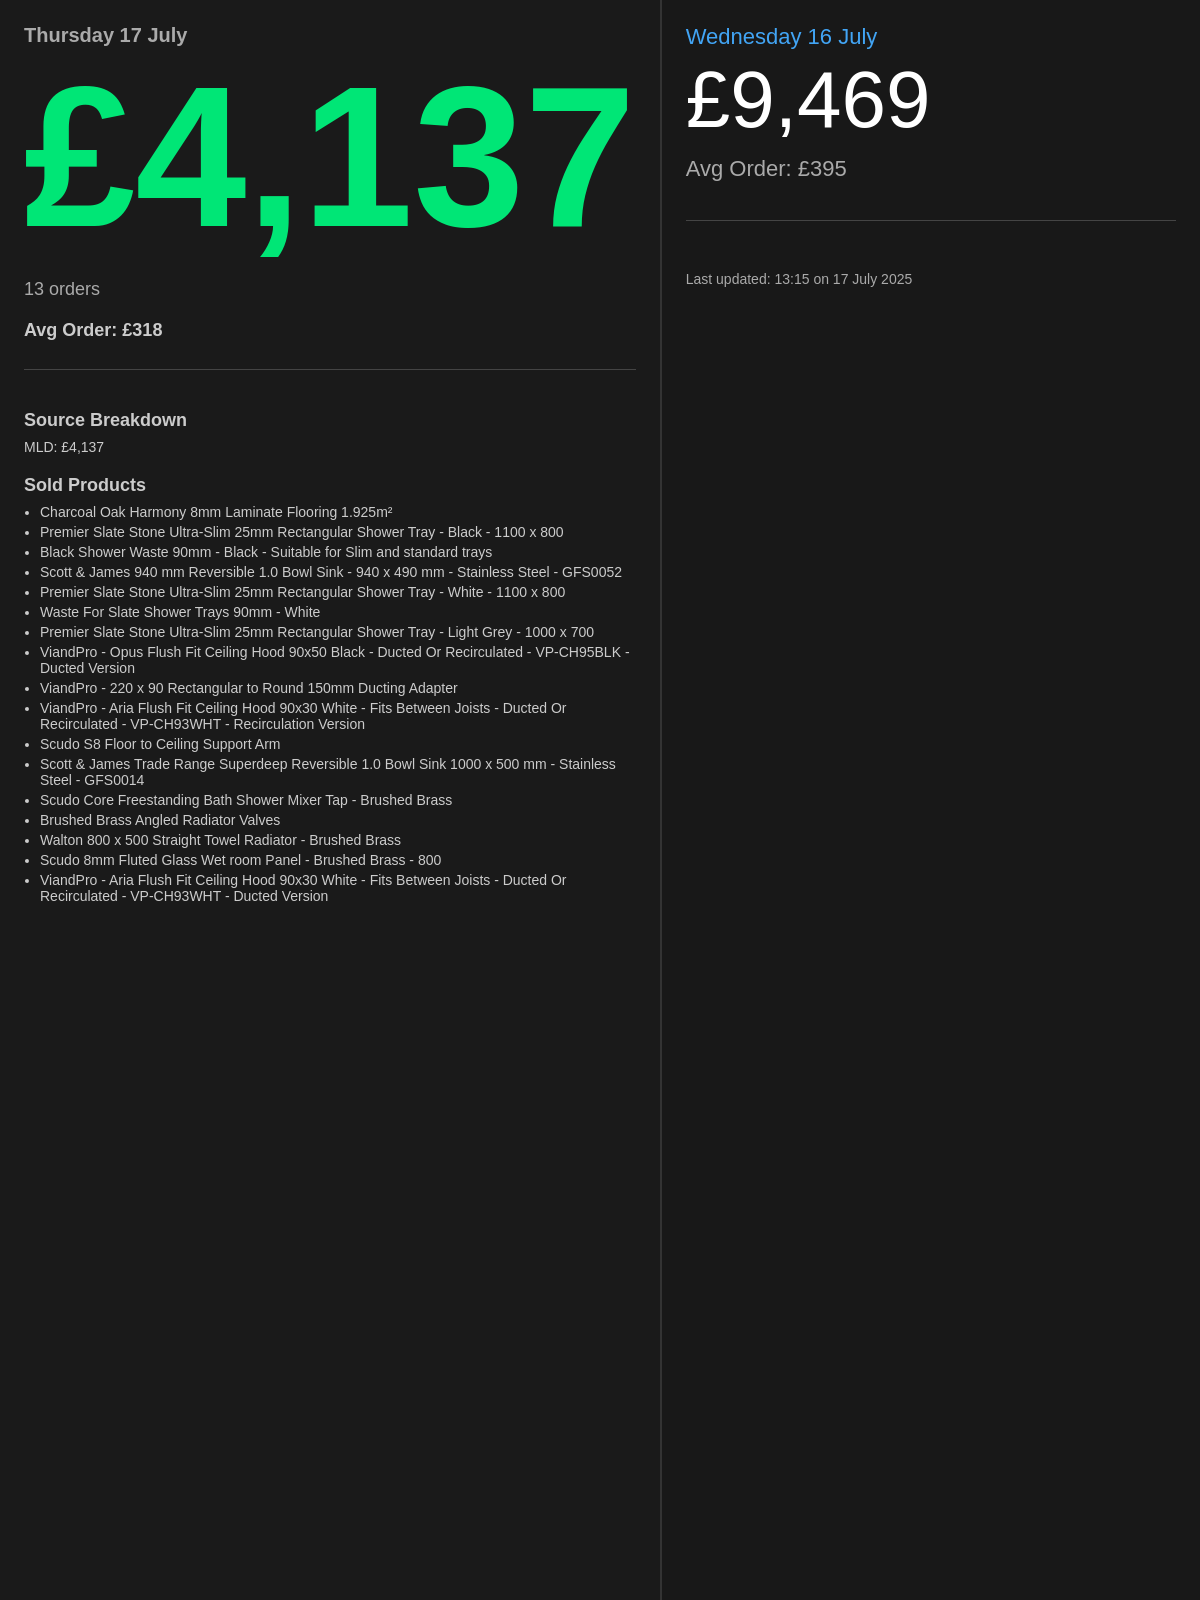 Thursday 17 July
£4,137
13 orders
Avg Order: £318
Source Breakdown
MLD: £4,137
Sold Products
• Charcoal Oak Harmony 8mm Laminate Flooring 1.925m²
• Premier Slate Stone Ultra-Slim 25mm Rectangular Shower Tray - Black - 1100 x 800
• Black Shower Waste 90mm - Black - Suitable for Slim and standard trays
• Scott & James 940 mm Reversible 1.0 Bowl Sink - 940 x 490 mm - Stainless Steel - GFS0052
• Premier Slate Stone Ultra-Slim 25mm Rectangular Shower Tray - White - 1100 x 800
• Waste For Slate Shower Trays 90mm - White
• Premier Slate Stone Ultra-Slim 25mm Rectangular Shower Tray - Light Grey - 1000 x 700
• ViandPro - Opus Flush Fit Ceiling Hood 90x50 Black - Ducted Or Recirculated - VP-CH95BLK -
Ducted Version
• ViandPro - 220 x 90 Rectangular to Round 150mm Ducting Adapter
• ViandPro - Aria Flush Fit Ceiling Hood 90x30 White - Fits Between Joists - Ducted Or
Recirculated - VP-CH93WHT - Recirculation Version
• Scudo S8 Floor to Ceiling Support Arm
• Scott & James Trade Range Superdeep Reversible 1.0 Bowl Sink 1000 x 500 mm - Stainless
Steel - GFS0014
• Scudo Core Freestanding Bath Shower Mixer Tap - Brushed Brass
• Brushed Brass Angled Radiator Valves
• Walton 800 x 500 Straight Towel Radiator - Brushed Brass
• Scudo 8mm Fluted Glass Wet room Panel - Brushed Brass - 800
• ViandPro - Aria Flush Fit Ceiling Hood 90x30 White - Fits Between Joists - Ducted Or
Recirculated - VP-CH93WHT - Ducted Version
Wednesday 16 July
£9,469
Avg Order: £395
Last updated: 13:15 on 17 July 2025